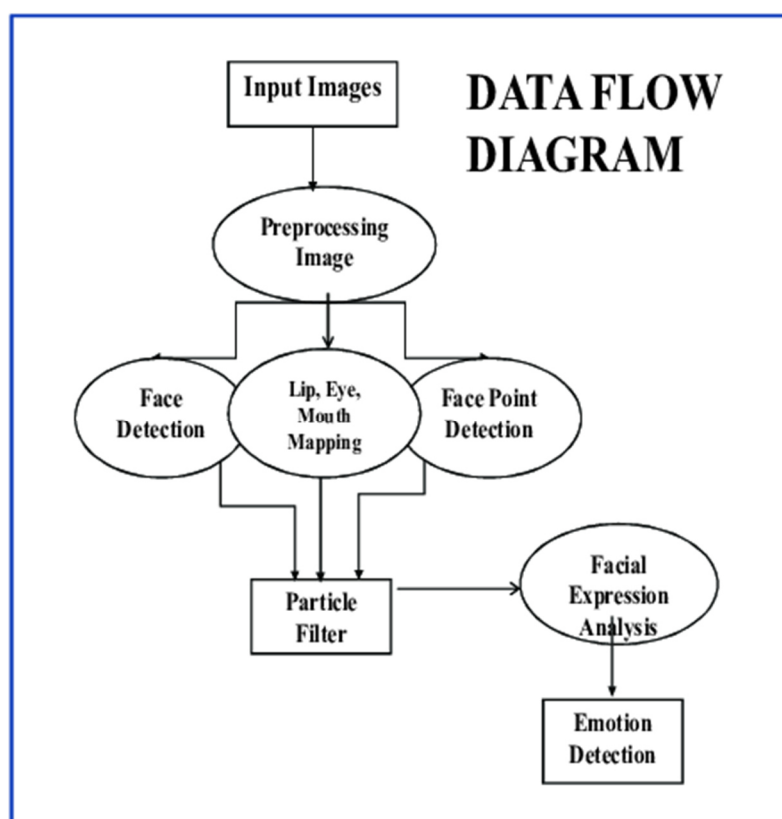 Input Images
DATA FLOW
DIAGRAM
Preprocessing
Image
Face
Detection
Lip, Eye,
Mouth
Mapping
Face Point
Detection
Particle
Filter
Facial
Expression
Analysis
Emotion
Detection